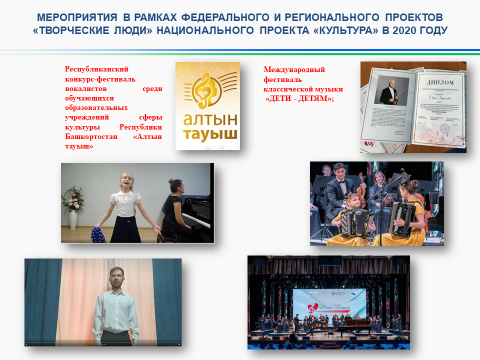 МЕРОПРИЯТИЯ В РАМКАХ ФЕДЕРАЛЬНОГО И РЕГИОНАЛЬНОГО ПРОЕКТОВ
«ТВОРЧЕСКИЕ ЛЮДИ» НАЦИОНАЛЬНОГО ПРОЕКТА «КУЛЬТУРА» В 2020 ГОДУ
Республиканский
конкурс-фестиваль
вокалистов среди
обучающихся
образовательных
учреждений сферы
культуры Республики
Башкортостан «Алтын
тауыш»
АЛТЫН
ТАУЫШ
Международный
фестиваль
классической музыки
«ДЕТИ - ДЕТЯМ»;
ДИПЛОМ